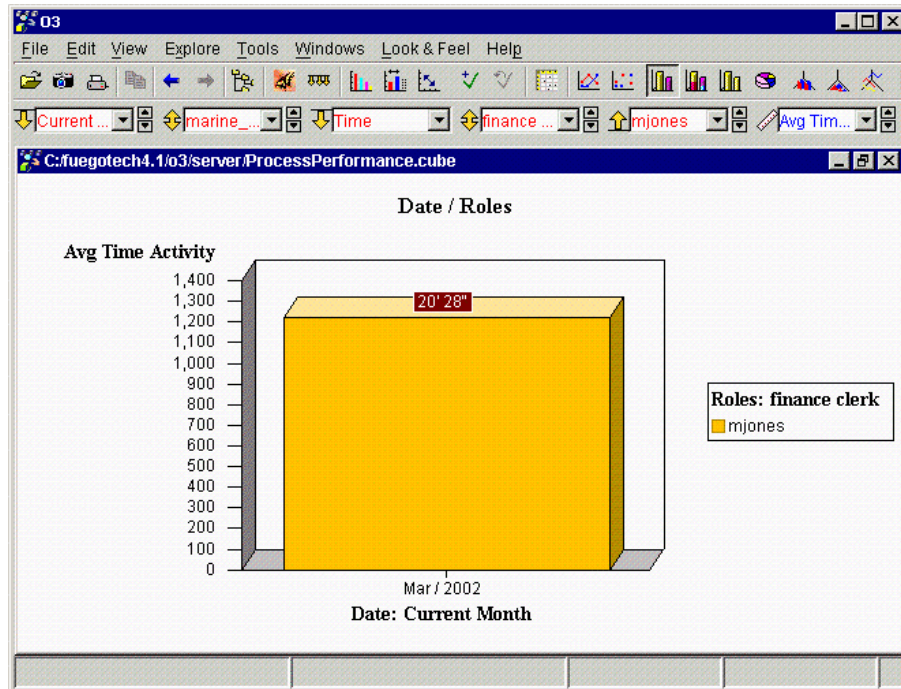 O3
File Edit View Explore Tools Windows Look & Feel Help
Current ... marine_... Time finance ... mjones Avg Tim...
C:/fuegotech4.1/o3/server/ProcessPerformance.cube
Date / Roles
Avg Time Activity
1,400
1,300
1,200
1,100
1,000
900
800
700
600
500
400
300
200
100
0
20' 28"
Mar / 2002
Date: Current Month
Roles: finance clerk
mjones